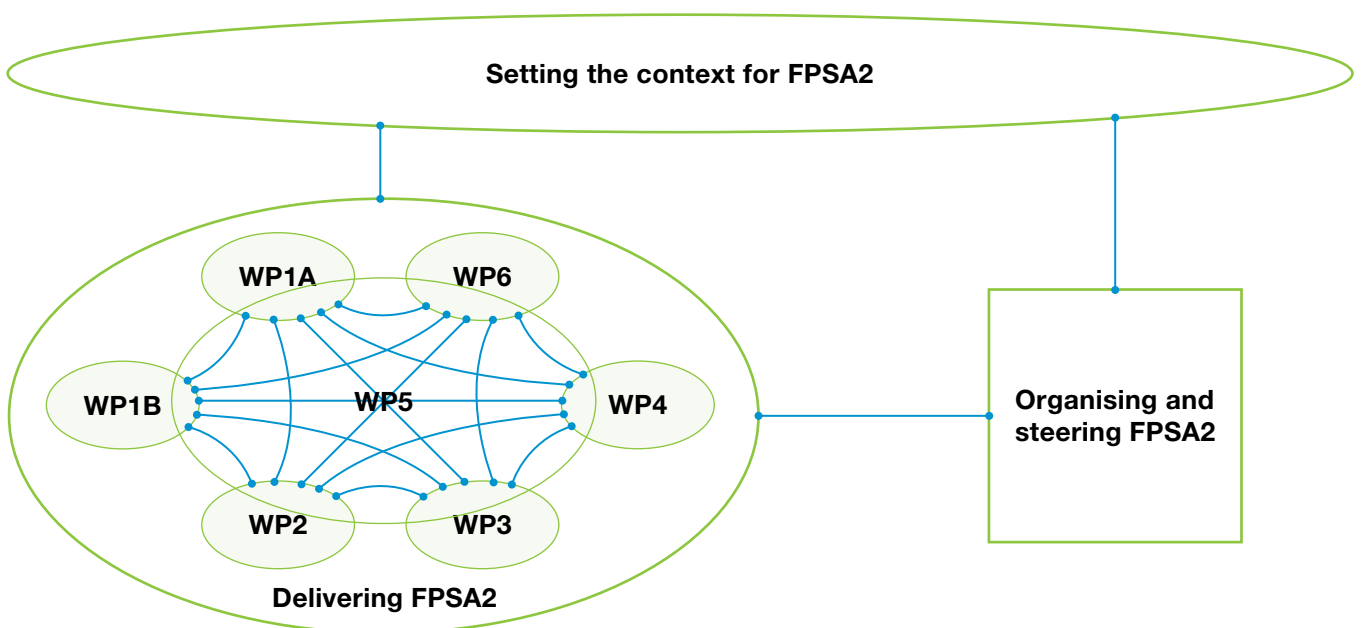 Setting the context for FPSA2
WP1A
WP6
WP1B
WP5
WP4
WP2
WP3
Delivering FPSA2
Organising and
steering FPSA2